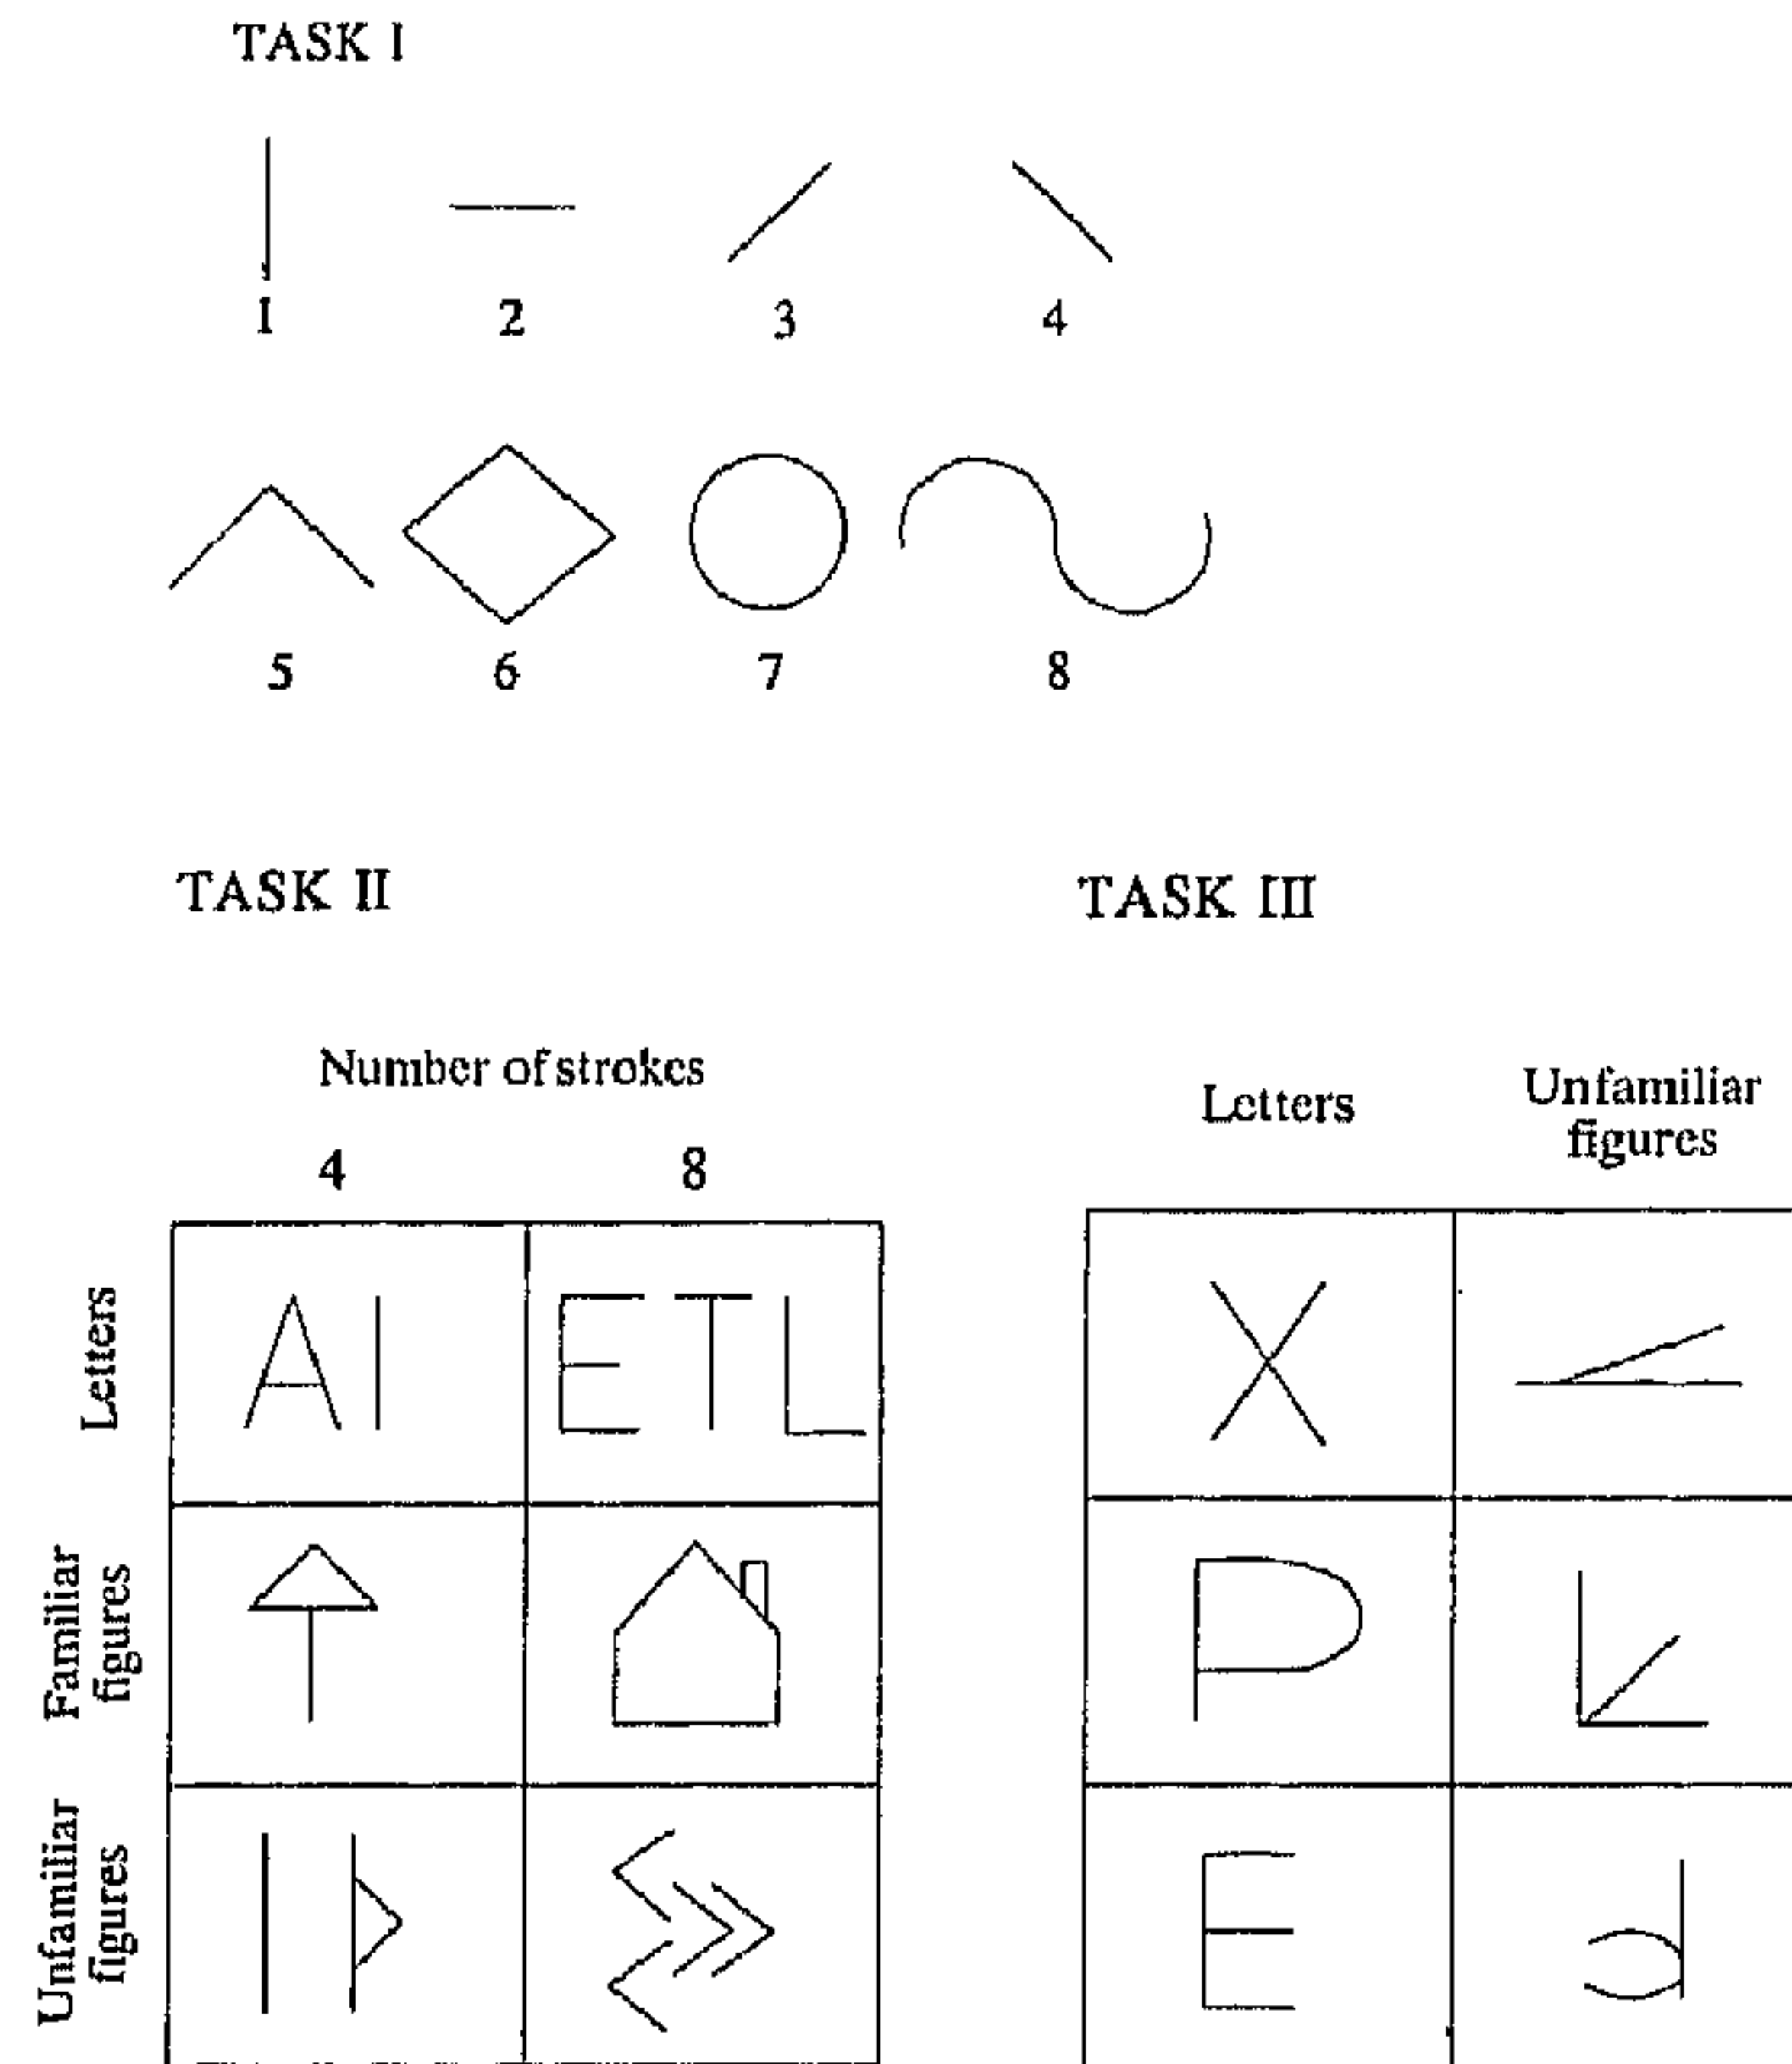 TASK I
1 2 3 4
5 6 7 8
TASK II TASK III
Number of strokes
Letters
Unfamiliar
figures
4 8
Letters
AI ETL X
Familiar
figures
P
Unfamiliar
figures
E